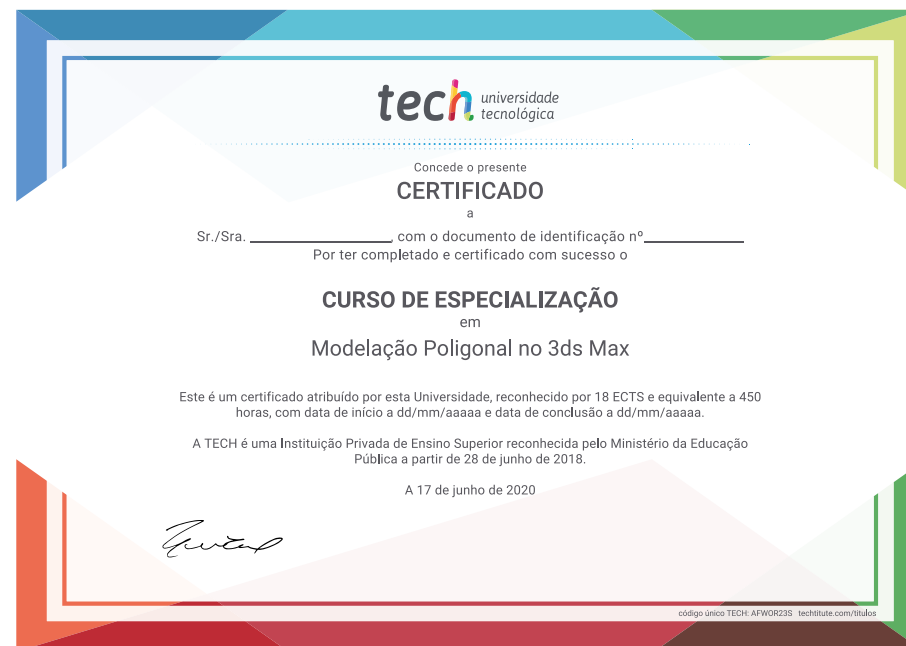 tech universidade
tecnológica
Concede o presente
CERTIFICADO
a
Sr./Sra. ____________, com o documento de identificação nº____________
Por ter completado e certificado com sucesso o
CURSO DE ESPECIALIZAÇÃO
em
Modelação Poligonal no 3ds Max
Este é um certificado atribuído por esta Universidade, reconhecido por 18 ECTS e equivalente a 450
horas, com data de início a dd/mm/aaaaa e data de conclusão a dd/mm/aaaaa.
A TECH é uma Instituição Privada de Ensino Superior reconhecida pelo Ministério da Educação
Pública a partir de 28 de junho de 2018.
A 17 de junho de 2020
código único TECH: AFWOR23S techtitute.com/titulos